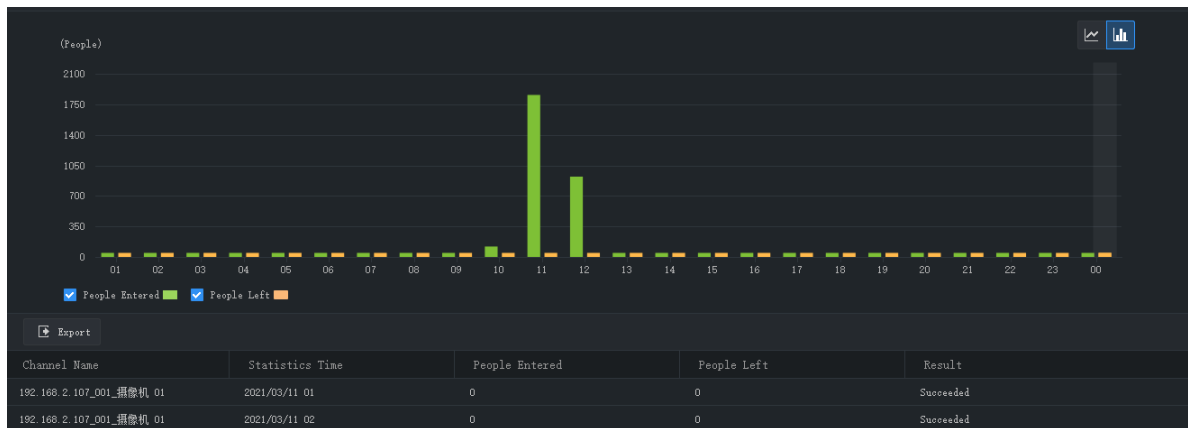 (People)
2100
1750
1400
1050
700
350
0
01 02 03 04 05 06 07 08 09 10 11 12 13 14 15 16 17 18 19 20 21 22 23 00
People Entered People Left
Export
Channel Name Statistics Time People Entered People Left Result
192.168.2.107_001_摄像机 01 2021/03/11 01 0 0 Succeeded
192.168.2.107_001_摄像机 01 2021/03/11 02 0 0 Succeeded